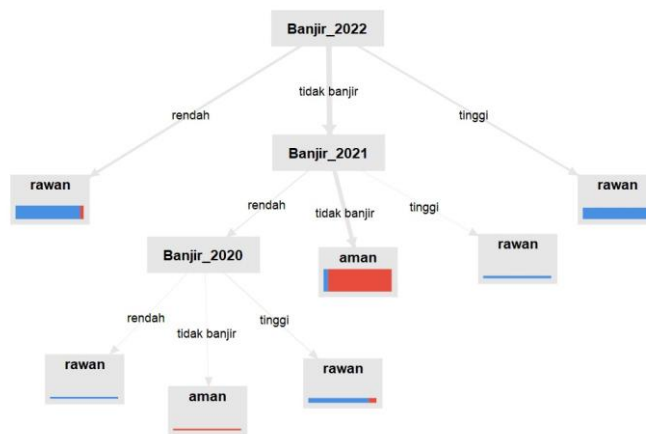 Banjir_2022
rendah
tidak banjir
tinggi
Banjir_2021
rawan
rawan
rendah
tidak banjir
tinggi
Banjir_2020
aman
rawan
rendah
tidak banjir
tinggi
rawan
aman
rawan